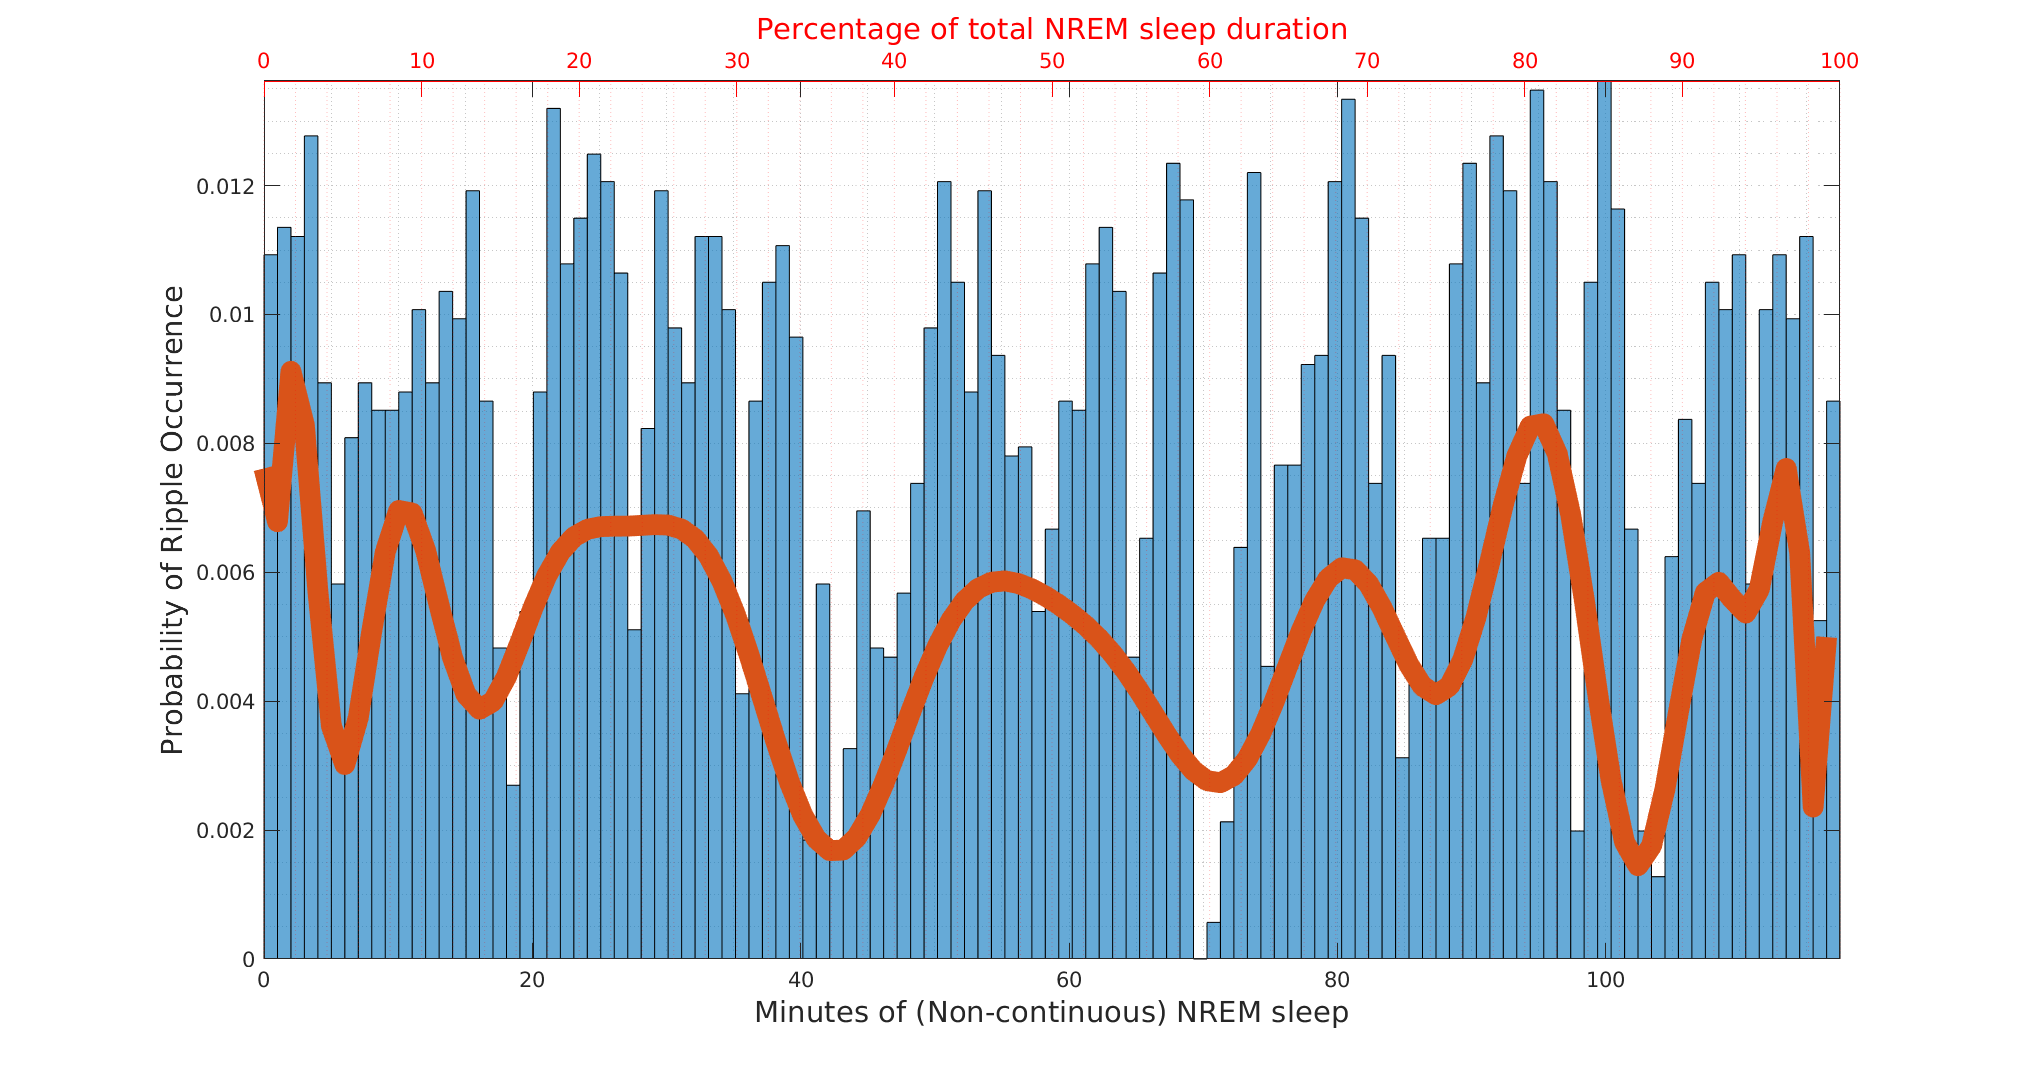 Percentage of total NREM sleep duration
0 10 20 30 40 50 60 70 80 90 100
Probability of Ripple Occurrence
0.012
0.01
0.008
0.006
0.004
0.002
0
0 20 40 60 80 100
Minutes of (Non-continuous) NREM sleep